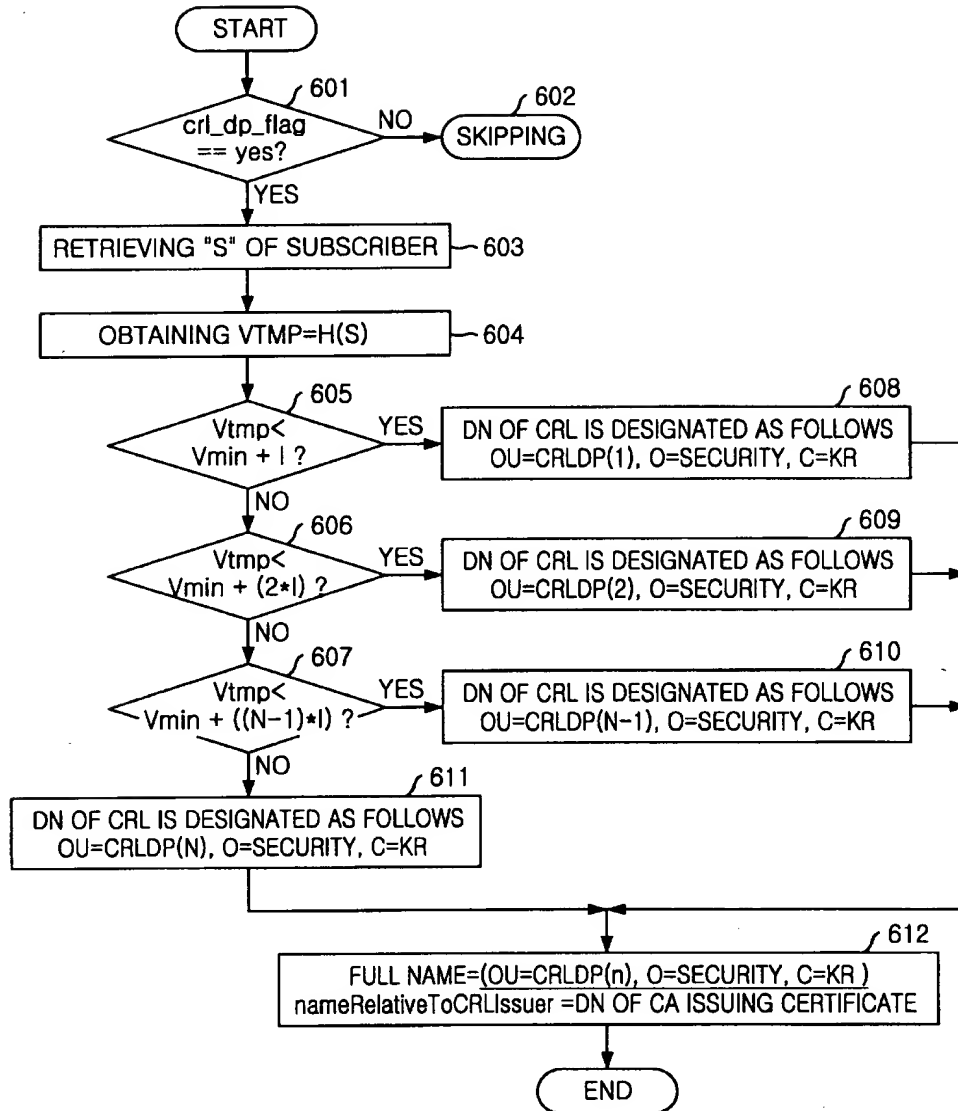 START
601
crl_dp_flag
== yes?
NO
602
SKIPPING
YES
RETRIEVING "S" OF SUBSCRIBER
603
OBTAINING VTMP=H(S)
604
605
Vtmp<
Vmin + I ?
YES
608
DN OF CRL IS DESIGNATED AS FOLLOWS
OU=CRLDP(1), O=SECURITY, C=KR
NO
606
Vtmp<
Vmin + (2*I) ?
YES
609
DN OF CRL IS DESIGNATED AS FOLLOWS
OU=CRLDP(2), O=SECURITY, C=KR
NO
607
Vtmp<
Vmin + ((N-1)*I) ?
YES
610
DN OF CRL IS DESIGNATED AS FOLLOWS
OU=CRLDP(N-1), O=SECURITY, C=KR
NO
611
DN OF CRL IS DESIGNATED AS FOLLOWS
OU=CRLDP(N), O=SECURITY, C=KR
612
FULL NAME=(OU=CRLDP(n), O=SECURITY, C=KR )
nameRelativeToCRLIssuer =DN OF CA ISSUING CERTIFICATE
END